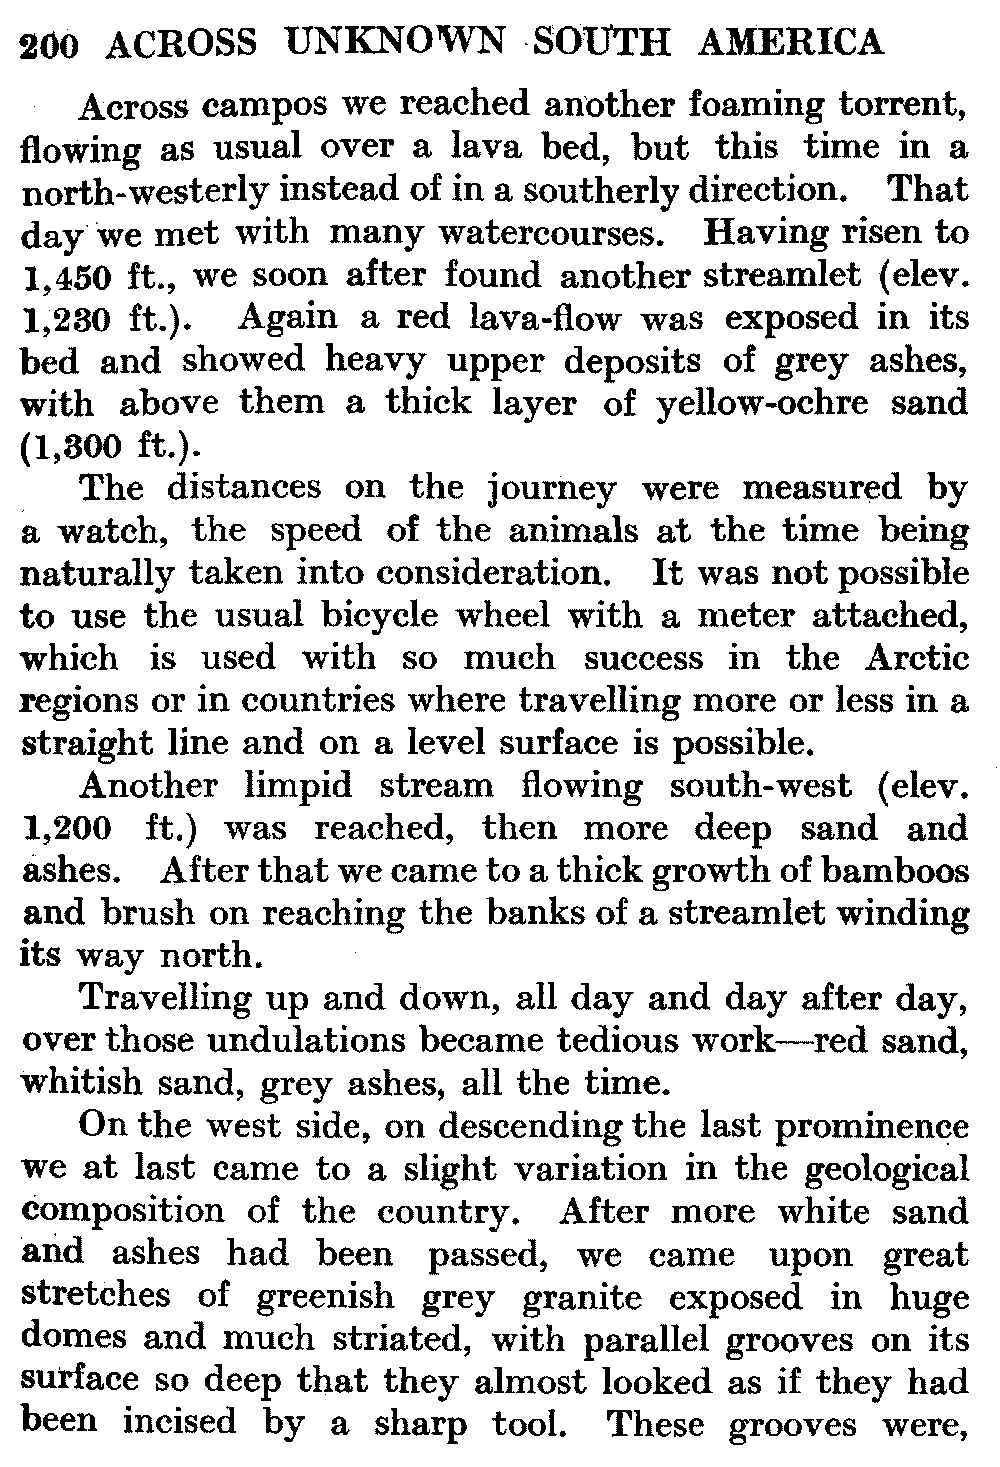 200 ACROSS UNKNOWN SOUTH AMERICA
Across campos we reached another foaming torrent,
flowing as usual over a lava bed, but this time in a
north-westerly instead of in a southerly direction. That
day we met with many watercourses. Having risen to
1,450 ft., we soon after found another streamlet (elev.
1,230 ft.). Again a red lava-flow was exposed in its
bed and showed heavy upper deposits of grey ashes,
with above them a thick layer of yellow-ochre sand
(1,300 ft.).
The distances on the journey were measured by
a watch, the speed of the animals at the time being
naturally taken into consideration. It was not possible
to use the usual bicycle wheel with a meter attached,
which is used with so much success in the Arctic
regions or in countries where travelling more or less in a
straight line and on a level surface is possible.
Another limpid stream flowing south-west (elev.
1,200 ft.) was reached, then more deep sand and
ashes. After that we came to a thick growth of bamboos
and brush on reaching the banks of a streamlet winding
its way north.
Travelling up and down, all day and day after day,
over those undulations became tedious work—red sand,
whitish sand, grey ashes, all the time.
On the west side, on descending the last prominence
we at last came to a slight variation in the geological
composition of the country. After more white sand
and ashes had been passed, we came upon great
stretches of greenish grey granite exposed in huge
domes and much striated, with parallel grooves on its
surface so deep that they almost looked as if they had
been incised by a sharp tool. These grooves were,